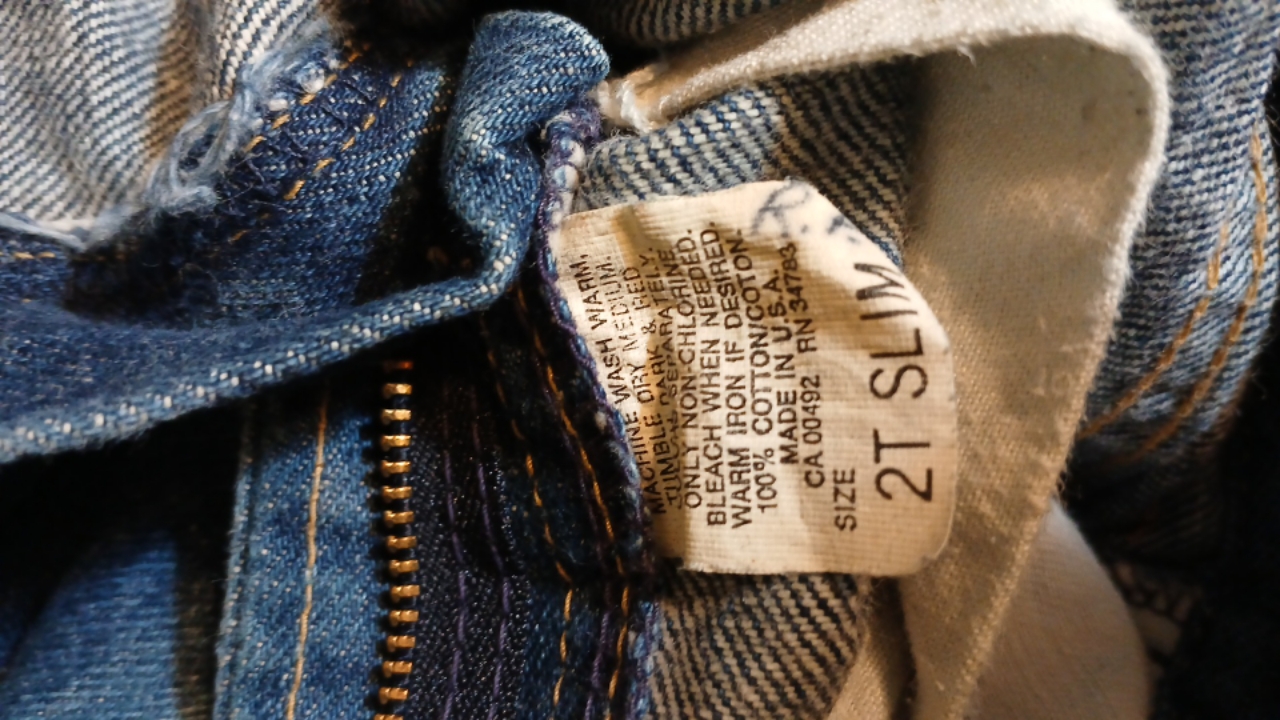 MACHINE WASH WARM,
TUMBLE DRY MEDIUM.
ONLY NON-CHLORINE
BLEACH WHEN NEEDED.
WARM IRON IF DESIRED.
100% COTTON/COTON.
MADE IN U.S.A.
CA 00492 RN 34783
SIZE
2T SLIM